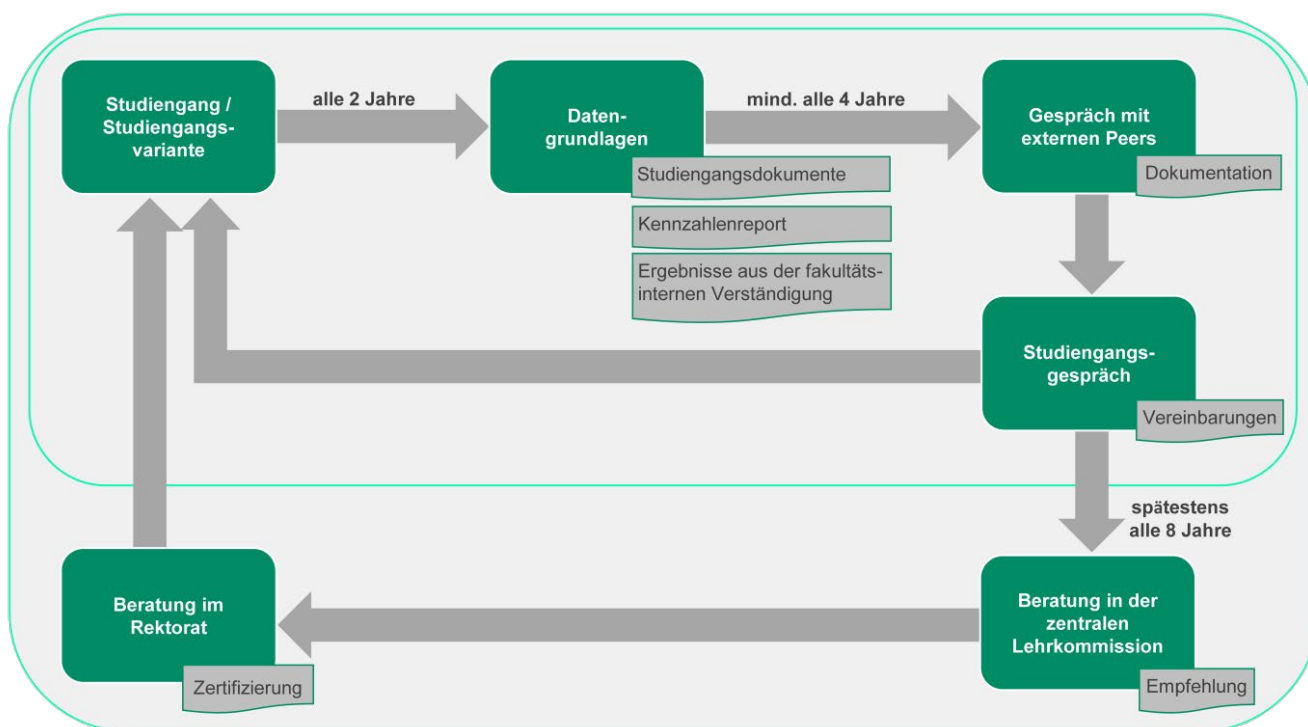 Studiengang /
Studiengangs-
variante
alle 2 Jahre
Daten-
grundlagen
Studiengangsdokumente
Kennzahlenreport
Ergebnisse aus der fakultäts-
internen Verständigung
mind. alle 4 Jahre
Gespräch mit
externen Peers
Dokumentation
Studiengangs-
gespräch
Vereinbarungen
spätestens
alle 8 Jahre
Beratung in der
zentralen
Lehrkommission
Empfehlung
Beratung im
Rektorat
Zertifizierung